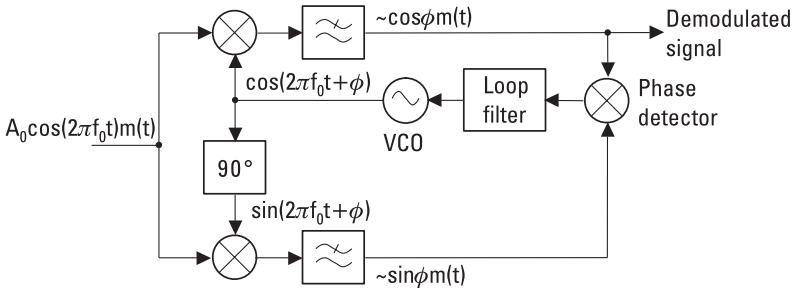 ~cosϕm(t)
Demodulated
signal
cos(2πf₀t+ϕ)
Loop
filter
Phase
detector
VCO
A₀cos(2πf₀t)m(t)
90°
sin(2πf₀t+ϕ)
~sinϕm(t)